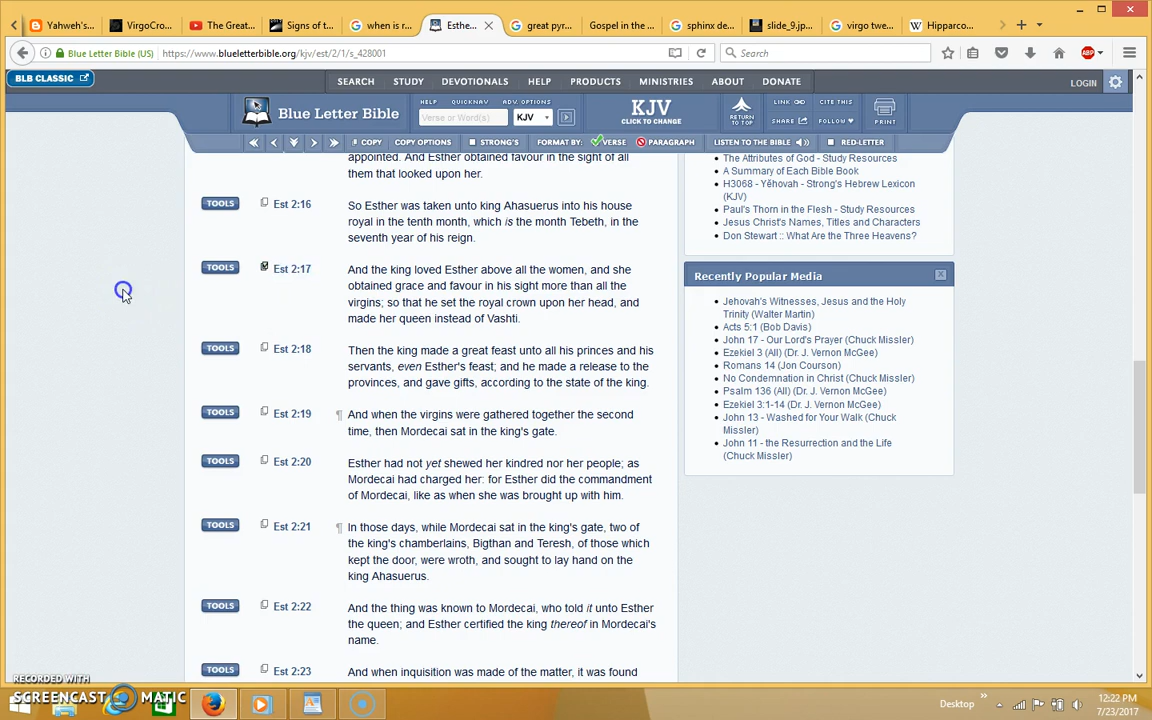 Yahweh's...
VirgoCro...
The Great...
Signs of t...
when is r...
Esthe...
great pyr...
Gospel in the ...
sphinx de...
slide_9.jp...
virgo twe...
Hipparco...
Blue Letter Bible (US)
https://www.blueletterbible.org/kjv/est/2/1/s_428001
Search
ABP
BLB CLASSIC
SEARCH STUDY DEVOTIONALS HELP PRODUCTS MINISTRIES ABOUT DONATE
LOGIN
Blue Letter Bible
HELP QUICKNAV ADV. OPTIONS
Verse or Word(s)
KJV
KJV
CLICK TO CHANGE
RETURN
TO TOP
LINK
CITE THIS
SHARE
FOLLOW
PRINT
COPY COPY OPTIONS STRONG'S FORMAT BY: VERSE PARAGRAPH LISTEN TO THE BIBLE RED-LETTER
appointed. And Esther obtained favour in the sight of all
them that looked upon her.
TOOLS Est 2:16 So Esther was taken unto king Ahasuerus into his house
royal in the tenth month, which is the month Tebeth, in the
seventh year of his reign.
TOOLS Est 2:17 And the king loved Esther above all the women, and she
obtained grace and favour in his sight more than all the
virgins; so that he set the royal crown upon her head, and
made her queen instead of Vashti.
TOOLS Est 2:18 Then the king made a great feast unto all his princes and his
servants, even Esther's feast; and he made a release to the
provinces, and gave gifts, according to the state of the king.
TOOLS Est 2:19 ¶ And when the virgins were gathered together the second
time, then Mordecai sat in the king's gate.
TOOLS Est 2:20 Esther had not yet shewed her kindred nor her people; as
Mordecai had charged her: for Esther did the commandment
of Mordecai, like as when she was brought up with him.
TOOLS Est 2:21 ¶ In those days, while Mordecai sat in the king's gate, two of
the king's chamberlains, Bigthan and Teresh, of those which
kept the door, were wroth, and sought to lay hand on the
king Ahasuerus.
TOOLS Est 2:22 And the thing was known to Mordecai, who told it unto Esther
the queen; and Esther certified the king thereof in Mordecai's
name.
TOOLS Est 2:23 And when inquisition was made of the matter, it was found
The Attributes of God - Study Resources
A Summary of Each Bible Book
H3068 - Yĕhovah - Strong's Hebrew Lexicon
(KJV)
Paul's Thorn in the Flesh - Study Resources
Jesus Christ's Names, Titles and Characters
Don Stewart :: What Are the Three Heavens?
Recently Popular Media
Jehovah's Witnesses, Jesus and the Holy
Trinity (Walter Martin)
Acts 5:1 (Bob Davis)
John 17 - Our Lord's Prayer (Chuck Missler)
Ezekiel 3 (All) (Dr. J. Vernon McGee)
Romans 14 (Jon Courson)
No Condemnation in Christ (Chuck Missler)
Psalm 136 (All) (Dr. J. Vernon McGee)
Ezekiel 3:1-14 (Dr. J. Vernon McGee)
John 13 - Washed for Your Walk (Chuck
Missler)
John 11 - the Resurrection and the Life
(Chuck Missler)
RECORDED WITH
SCREENCAST MATIC
Desktop
12:22 PM
7/23/2017